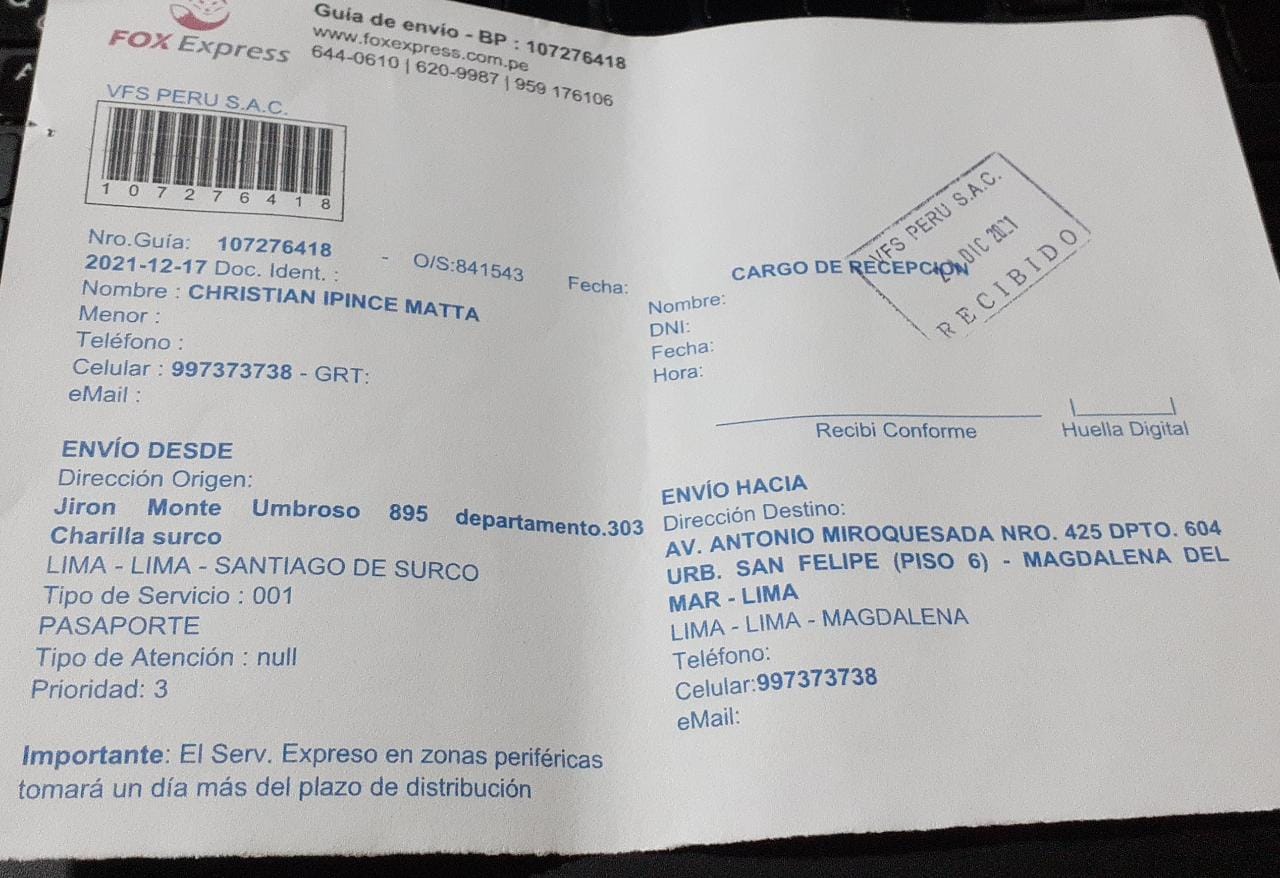 FOX Express
Guía de envío - BP : 107276418
www.foxexpress.com.pe
644-0610 | 620-9987 | 959 176106
VFS PERU S.A.C.
1 0 7 2 7 6 4 1 8
Nro.Guía: 107276418 - O/S:841543 Fecha:
2021-12-17 Doc. Ident. :
Nombre : CHRISTIAN IPINCE MATTA
Menor :
Teléfono :
Celular : 997373738 - GRT:
eMail :
ENVÍO DESDE
Dirección Origen:
Jiron Monte Umbroso 895 departamento.303
Charilla surco
LIMA - LIMA - SANTIAGO DE SURCO
Tipo de Servicio : 001
PASAPORTE
Tipo de Atención : null
Prioridad: 3
Importante: El Serv. Expreso en zonas periféricas
tomará un día más del plazo de distribución
CARGO DE RECEPCION
VFS PERU S.A.C.
DIC 2021
RECIBIDO
Nombre:
DNI:
Fecha:
Hora:
Recibi Conforme
Huella Digital
ENVÍO HACIA
Dirección Destino:
AV. ANTONIO MIROQUESADA NRO. 425 DPTO. 604
URB. SAN FELIPE (PISO 6) - MAGDALENA DEL
MAR - LIMA
LIMA - LIMA - MAGDALENA
Teléfono:
Celular:997373738
eMail: